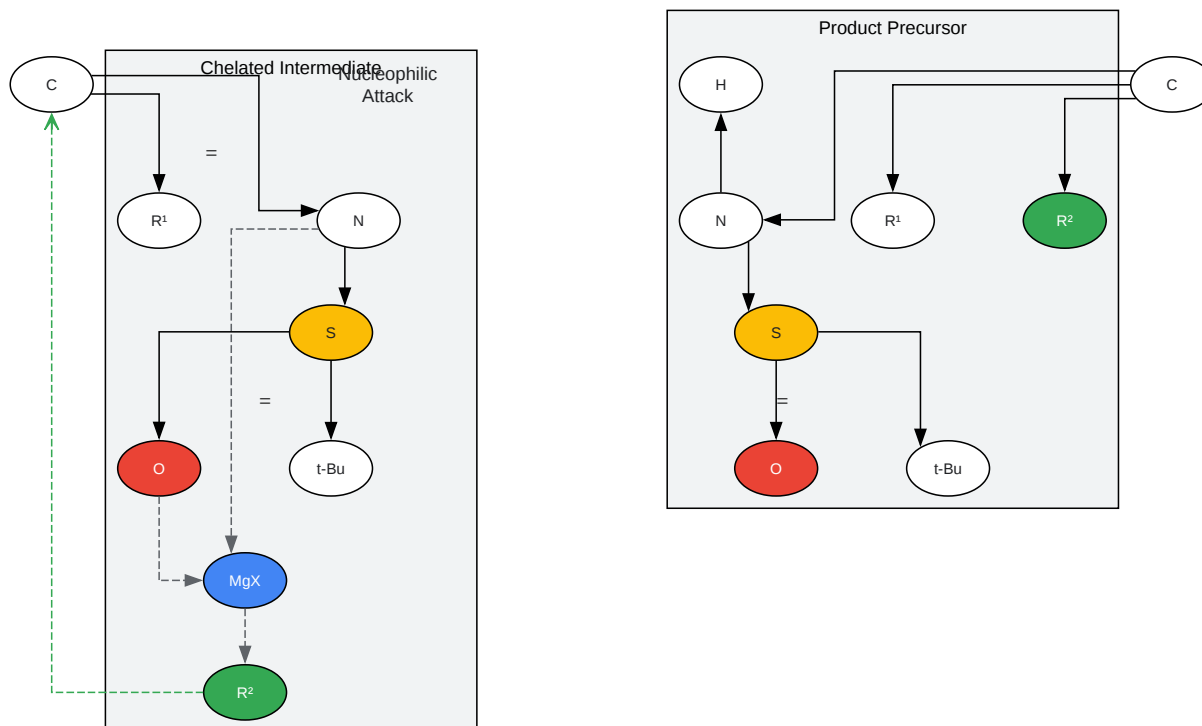 Chelated Intermediate
Nucleophilic
Attack
C
=
R¹
N
S
=
O
t-Bu
MgX
R²
Product Precursor
H
C
N
R¹
R²
S
=
O
t-Bu